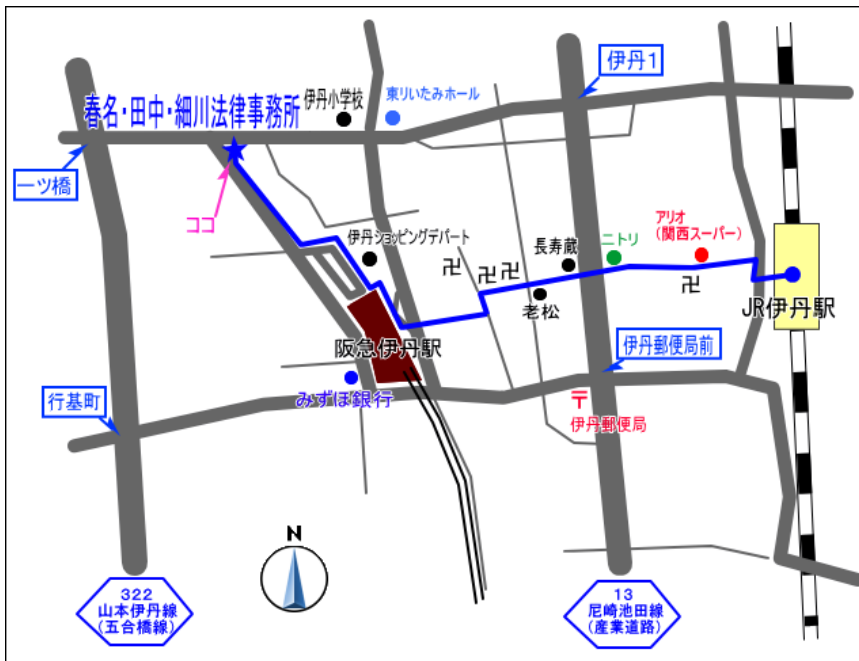 伊丹1
春名・田中・細川法律事務所
伊丹小学校
東リいたみホール
一ツ橋
ココ
伊丹ショッピングデパート
長寿蔵
ニトリ
アリオ
(関西スーパー)
卍
卍
卍
卍
老松
JR伊丹駅
阪急伊丹駅
伊丹郵便局前
みずほ銀行
行基町
〒
伊丹郵便局
N
322
山本伊丹線
(五合橋線)
13
尼崎池田線
(産業道路)